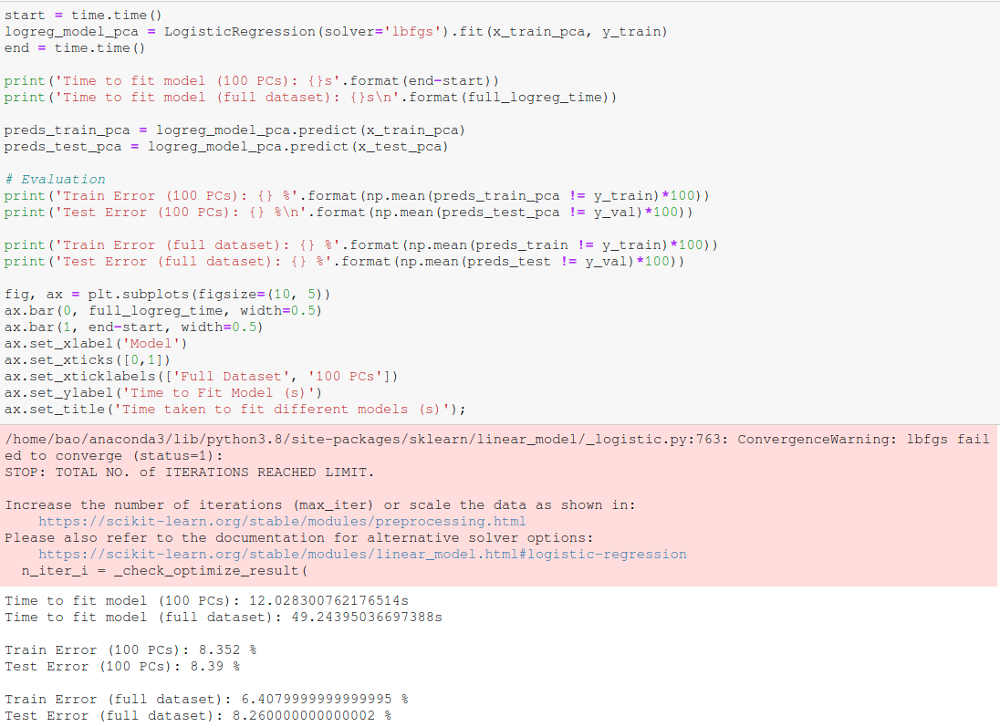 start = time.time()
logreg_model_pca = LogisticRegression(solver='lbfgs').fit(x_train_pca, y_train)
end = time.time()
print('Time to fit model (100 PCs): {}s'.format(end-start))
print('Time to fit model (full dataset): {}s\n'.format(full_logreg_time))
preds_train_pca = logreg_model_pca.predict(x_train_pca)
preds_test_pca = logreg_model_pca.predict(x_test_pca)
# Evaluation
print('Train Error (100 PCs): {} %'.format(np.mean(preds_train_pca != y_train)*100))
print('Test Error (100 PCs): {} %\n'.format(np.mean(preds_test_pca != y_val)*100))
print('Train Error (full dataset): {} %'.format(np.mean(preds_train != y_train)*100))
print('Test Error (full dataset): {} %'.format(np.mean(preds_test != y_val)*100))
fig, ax = plt.subplots(figsize=(10, 5))
ax.bar(0, full_logreg_time, width=0.5)
ax.bar(1, end-start, width=0.5)
ax.set_xlabel('Model')
ax.set_xticks([0,1])
ax.set_xticklabels(['Full Dataset', '100 PCs'])
ax.set_ylabel('Time to Fit Model (s)')
ax.set_title('Time taken to fit different models (s)');
/home/bao/anaconda3/lib/python3.8/site-packages/sklearn/linear_model/_logistic.py:763: ConvergenceWarning: lbfgs fail
ed to converge (status=1):
STOP: TOTAL NO. of ITERATIONS REACHED LIMIT.
Increase the number of iterations (max_iter) or scale the data as shown in:
https://scikit-learn.org/stable/modules/preprocessing.html
Please also refer to the documentation for alternative solver options:
https://scikit-learn.org/stable/modules/linear_model.html#logistic-regression
n_iter_i = _check_optimize_result(
Time to fit model (100 PCs): 12.028300762176514s
Time to fit model (full dataset): 49.24395036697388s
Train Error (100 PCs): 8.352 %
Test Error (100 PCs): 8.39 %
Train Error (full dataset): 6.4079999999999995 %
Test Error (full dataset): 8.260000000000002 %